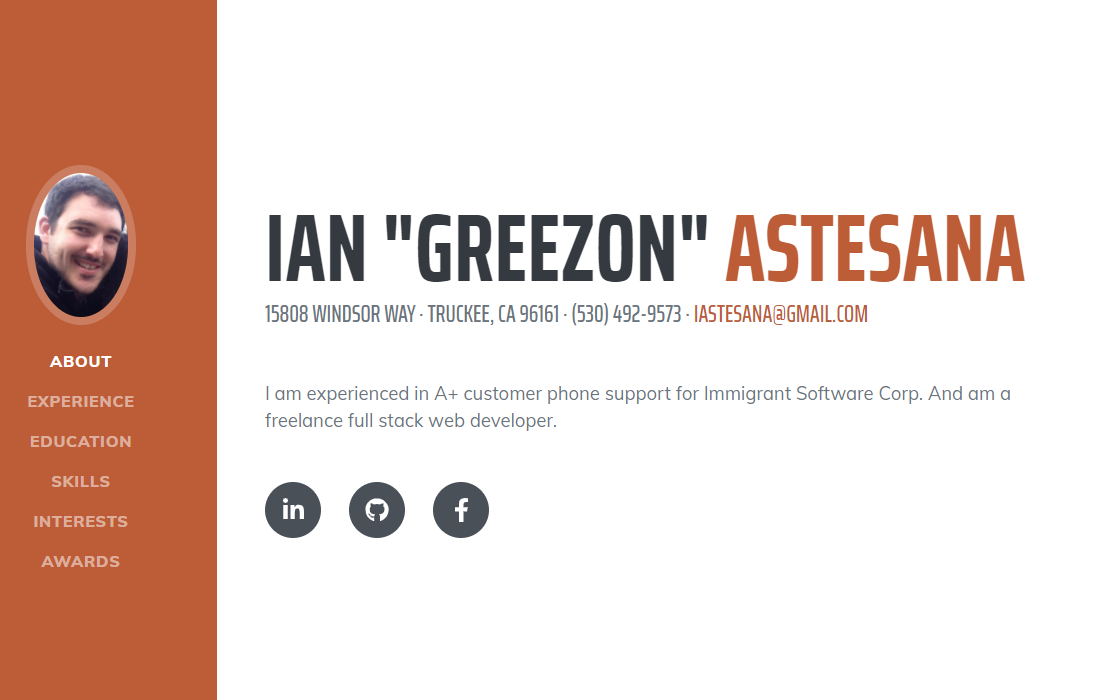 ABOUT
EXPERIENCE
EDUCATION
SKILLS
INTERESTS
AWARDS
IAN "GREEZON" ASTESANA
15808 WINDSOR WAY · TRUCKEE, CA 96161 · (530) 492-9573 · IASTESANA@GMAIL.COM
I am experienced in A+ customer phone support for Immigrant Software Corp. And am a
freelance full stack web developer.
in
f